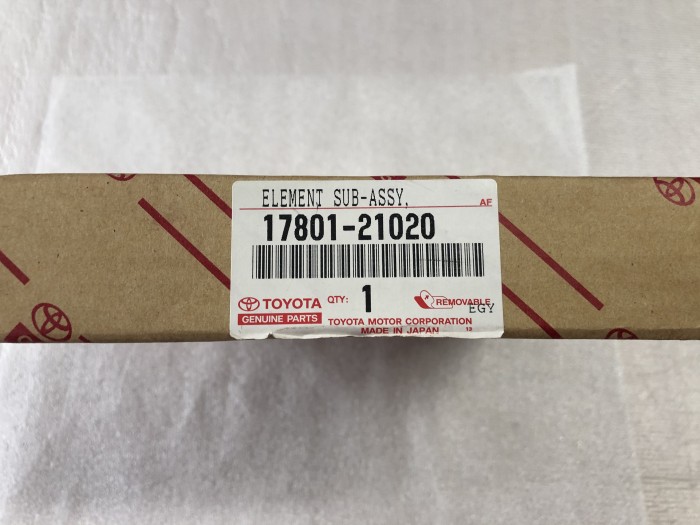 ELEMENT SUB-ASSY,
AF
17801-21020
TOYOTA QTY: 1 REMOVABLE
EGY
GENUINE PARTS TOYOTA MOTOR CORPORATION
MADE IN JAPAN 12